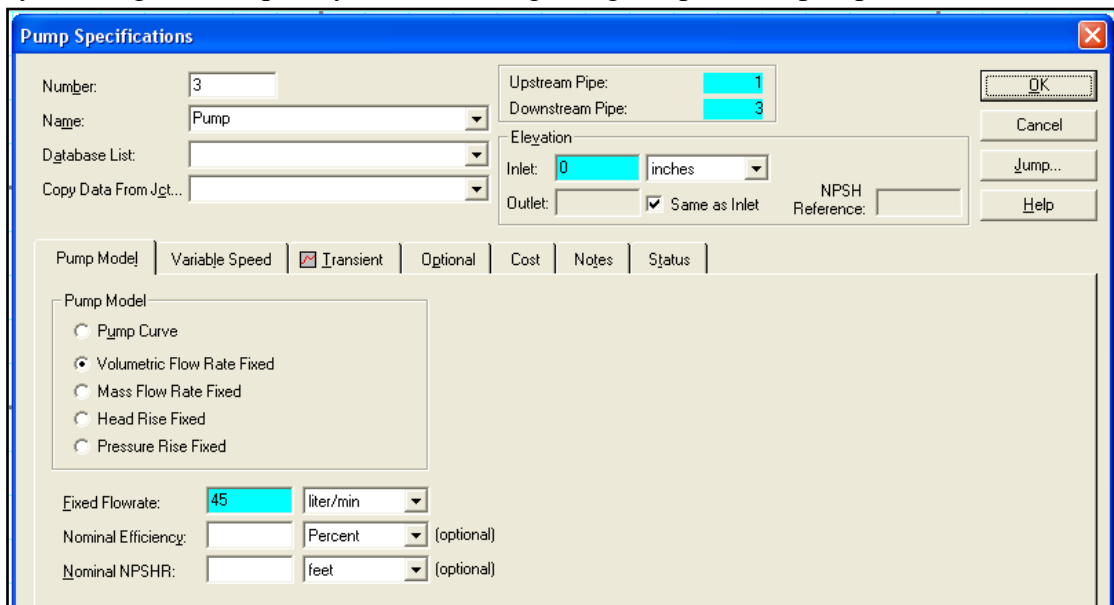 Pump Specifications
Number: 3
Name: Pump
Database List:
Copy Data From Jct...
Upstream Pipe: 1
Downstream Pipe: 3
Elevation
Inlet: 0 inches
Outlet: Same as Inlet NPSH Reference:
OK
Cancel
Jump...
Help
Pump Model Variable Speed Transient Optional Cost Notes Status
Pump Model
Pump Curve
Volumetric Flow Rate Fixed
Mass Flow Rate Fixed
Head Rise Fixed
Pressure Rise Fixed
Fixed Flowrate: 45 liter/min
Nominal Efficiency: Percent (optional)
Nominal NPSHR: feet (optional)